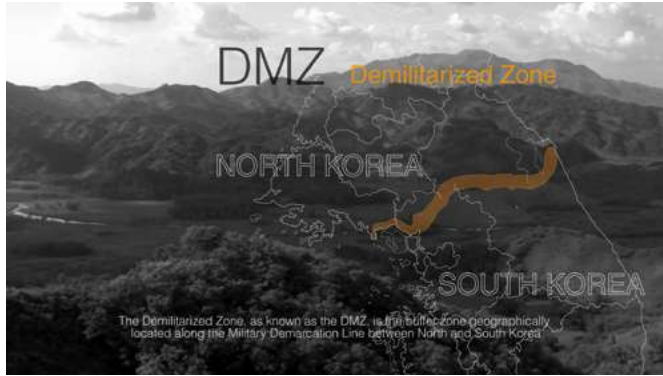 DMZ Demilitarized Zone
NORTH KOREA
SOUTH KOREA
The Demilitarized Zone, as known as the DMZ, is the buffer zone geographically
located along the Military Demarcation Line between North and South Korea